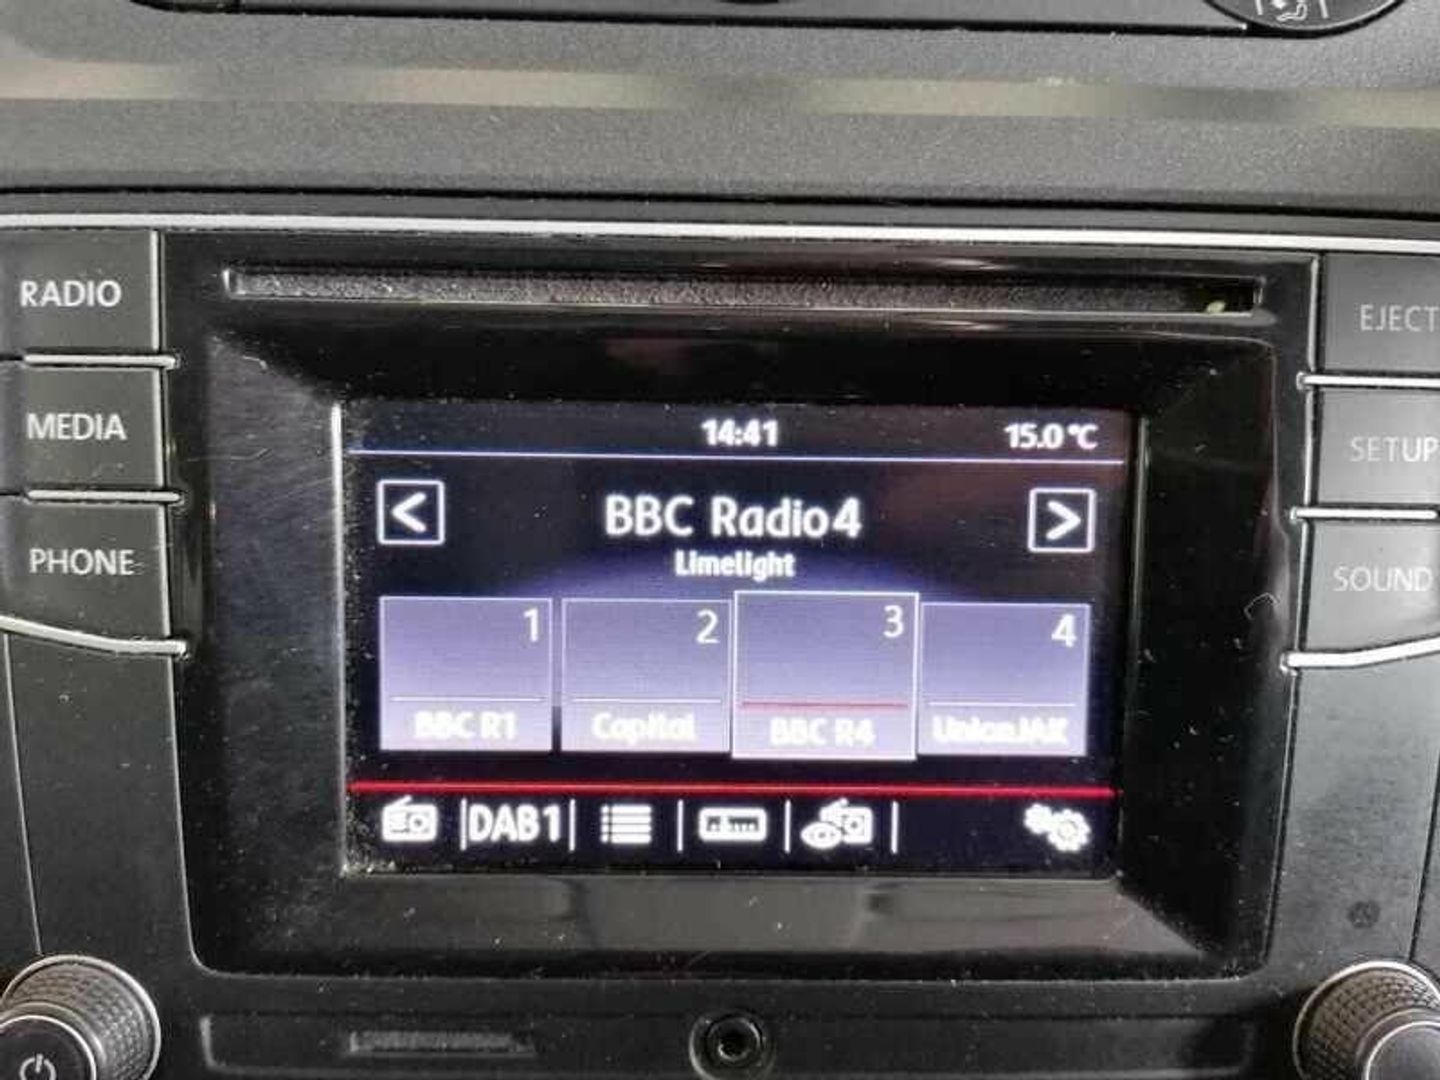 RADIO
MEDIA
PHONE
EJECT
SETUP
SOUND
14:41
15.0 °C
<
BBC Radio4
>
Limelight
1
2
3
4
BBC R1
Capital
BBC R4
UnionJAK
DAB1